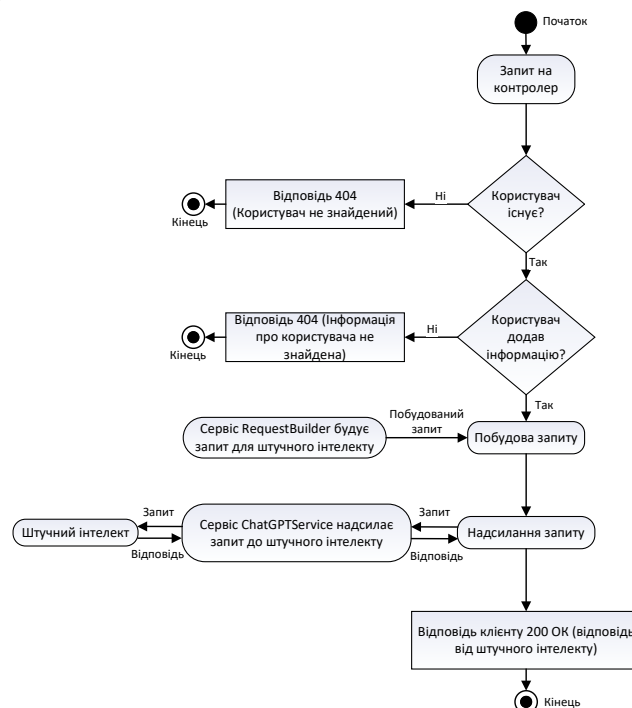 Початок
Запит на
контролер
Користувач
існує?
Ні
Відповідь 404
(Користувач не знайдений)
Кінець
Так
Користувач
додав
інформацію?
Ні
Відповідь 404 (Інформація
про користувача не
знайдена)
Кінець
Так
Сервіс RequestBuilder будує
запит для штучного інтелекту
Побудований
запит
Побудова запиту
Штучний інтелект
Запит
Відповідь
Сервіс ChatGPTService надсилає
запит до штучного інтелекту
Запит
Відповідь
Надсилання запиту
Відповідь клієнту 200 ОК (відповідь
від штучного інтелекту)
Кінець